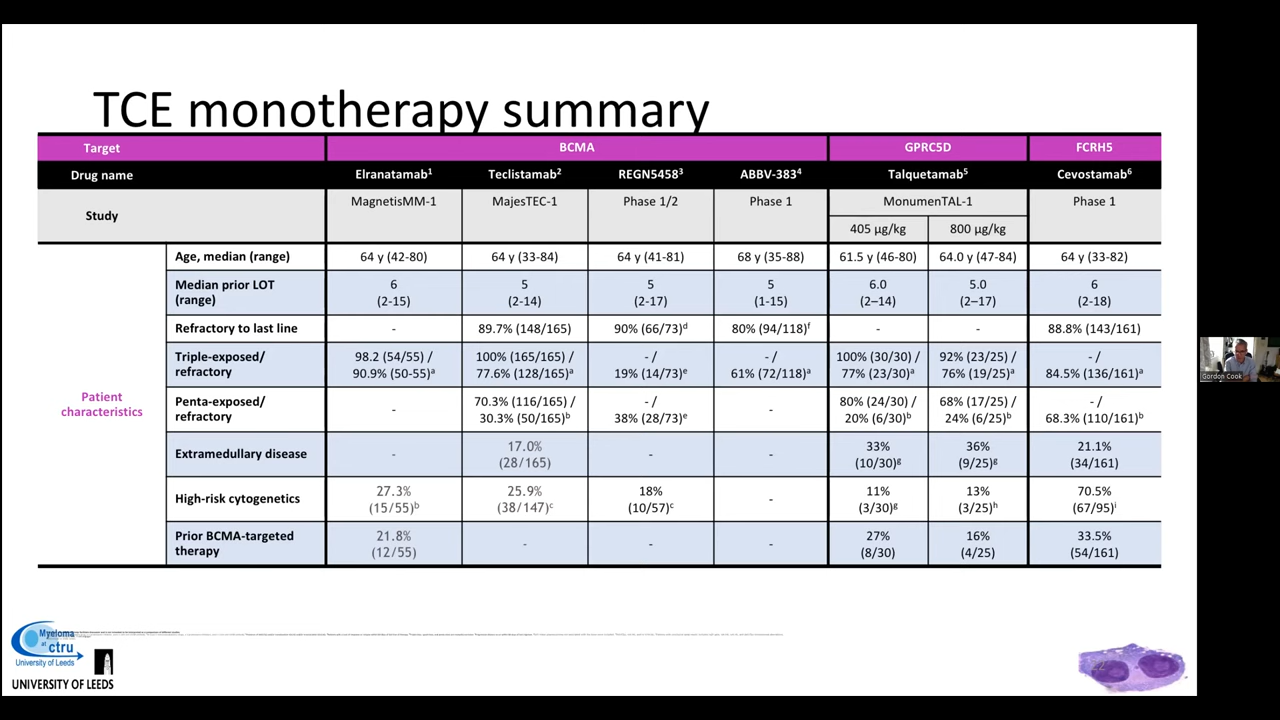 TCE monotherapy summary
Target BCMA GPRC5D FCRH5
Drug name Elranatamab1 Teclistamab2 REGN54583 ABBV-3834 Talquetamab5 Cevostamab6
Study MagnetisMM-1 MajesTEC-1 Phase 1/2 Phase 1 MonumenTAL-1 Phase 1
405 µg/kg 800 µg/kg
Patient characteristics
Age, median (range) 64 y (42-80) 64 y (33-84) 64 y (41-81) 68 y (35-88) 61.5 y (46-80) 64.0 y (47-84) 64 y (33-82)
Median prior LOT 6 5 5 5 6.0 5.0 6
(range) (2-15) (2-14) (2-17) (1-15) (2–14) (2–17) (2-18)
Refractory to last line - 89.7% (148/165) 90% (66/73)d 80% (94/118)f - - 88.8% (143/161)
Triple-exposed/ 98.2 (54/55) / 100% (165/165) / - / - / 100% (30/30) / 92% (23/25) / - /
refractory 90.9% (50-55)a 77.6% (128/165)a 19% (14/73)e 61% (72/118)a 77% (23/30)a 76% (19/25)a 84.5% (136/161)a
Penta-exposed/ - 70.3% (116/165) / - / - 80% (24/30) / 68% (17/25) / - /
refractory 30.3% (50/165)b 38% (28/73)e 20% (6/30)b 24% (6/25)b 68.3% (110/161)b
Extramedullary disease - 17.0% - - 33% 36% 21.1%
(28/165) (10/30)g (9/25)g (34/161)
High-risk cytogenetics 27.3% 25.9% 18% - 11% 13% 70.5%
(15/55)b (38/147)c (10/57)c (3/30)g (3/25)h (67/95)i
Prior BCMA-targeted 21.8% - - - 27% 16% 33.5%
therapy (12/55) (8/30) (4/25) (54/161)
Myeloma
at ctru
University of Leeds
UNIVERSITY OF LEEDS
Gordon Cook